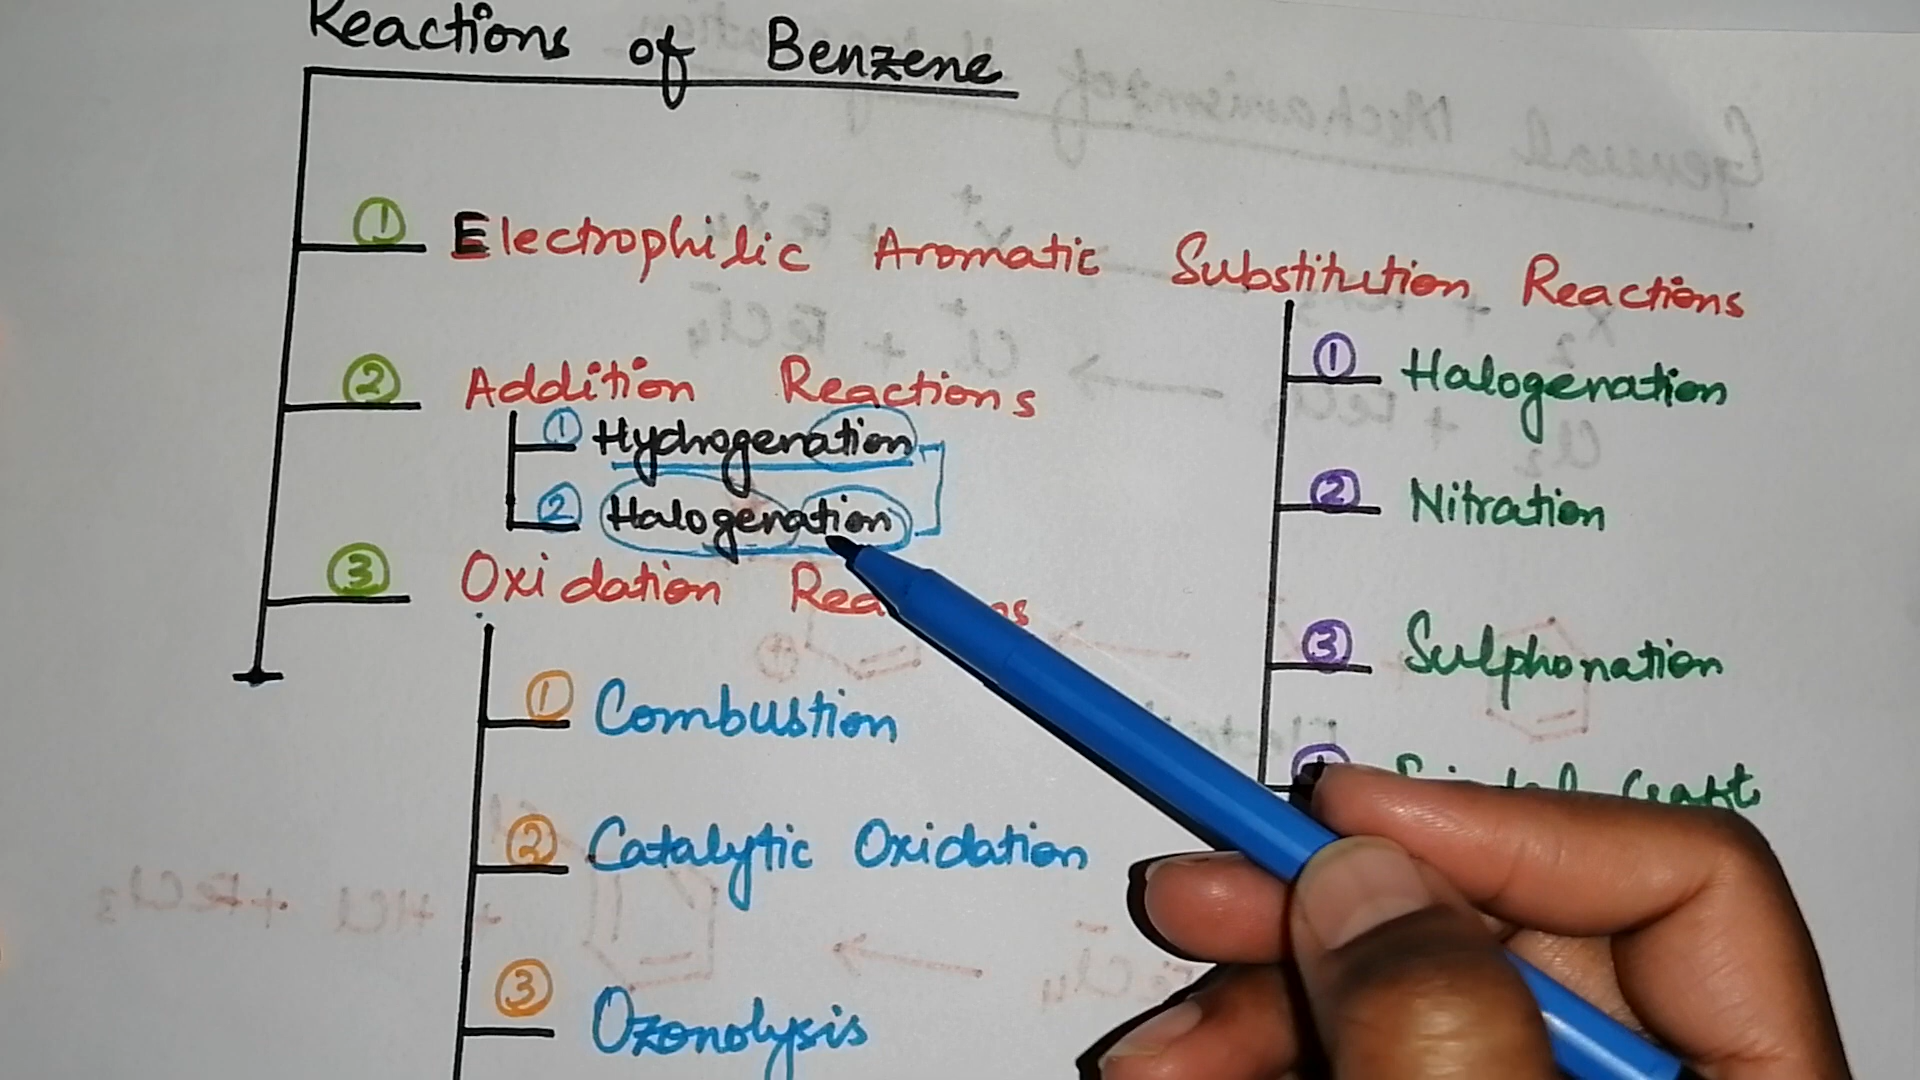 Reactions of Benzene
① Electrophilic Aromatic Substitution Reactions
① Halogenation
② Nitration
③ Sulphonation
② Addition Reactions
① Hydrogenation
② Halogenation
③ Oxidation
① Combustion
② Catalytic Oxidation
③ Ozonolysis